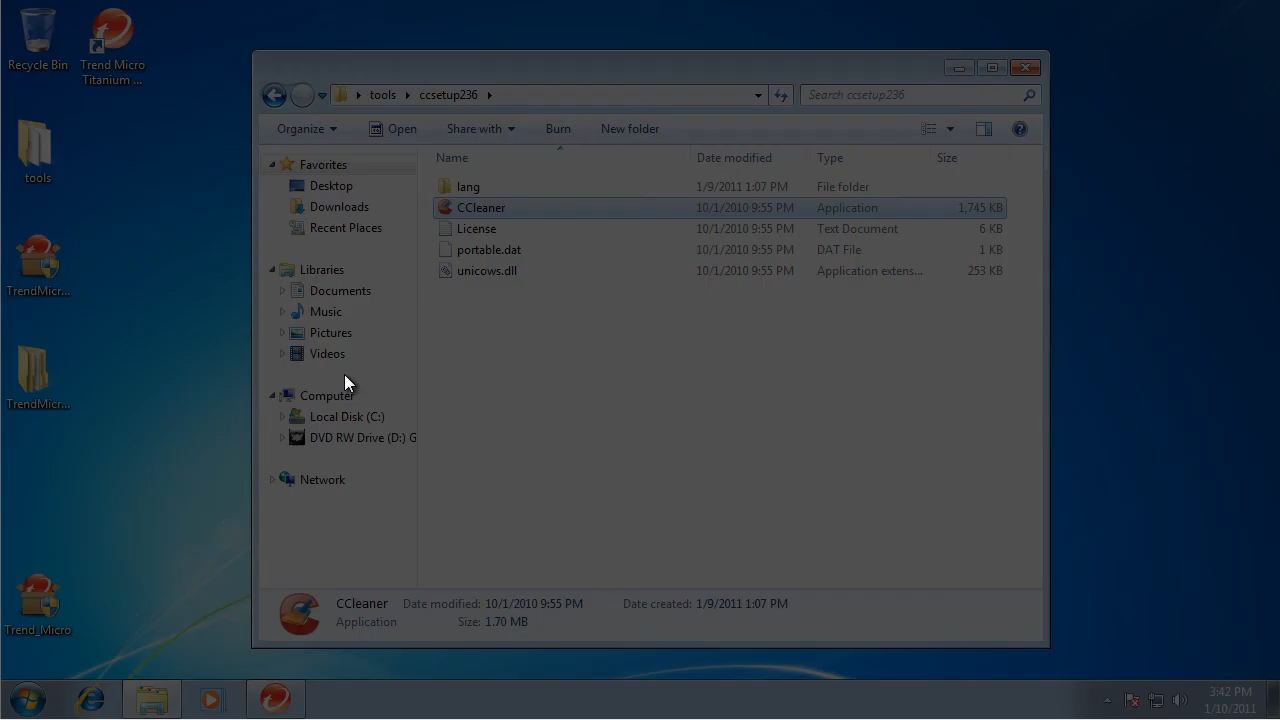 Recycle Bin
Trend Micro
Titanium ...
tools
TrendMicr...
TrendMicr...
Trend_Micro
tools
ccsetup236
Search ccsetup236
Organize
Open
Share with
Burn
New folder
Name
Date modified
Type
Size
Favorites
Desktop
Downloads
Recent Places
Libraries
Documents
Music
Pictures
Videos
Computer
Local Disk (C:)
DVD RW Drive (D:) G
Network
lang 1/9/2011 1:07 PM File folder
CCleaner 10/1/2010 9:55 PM Application 1,745 KB
License 10/1/2010 9:55 PM Text Document 6 KB
portable.dat 10/1/2010 9:55 PM DAT File 1 KB
unicows.dll 10/1/2010 9:55 PM Application extens... 253 KB
CCleaner Date modified: 10/1/2010 9:55 PM Date created: 1/9/2011 1:07 PM
Application Size: 1.70 MB
3:42 PM
1/10/2011